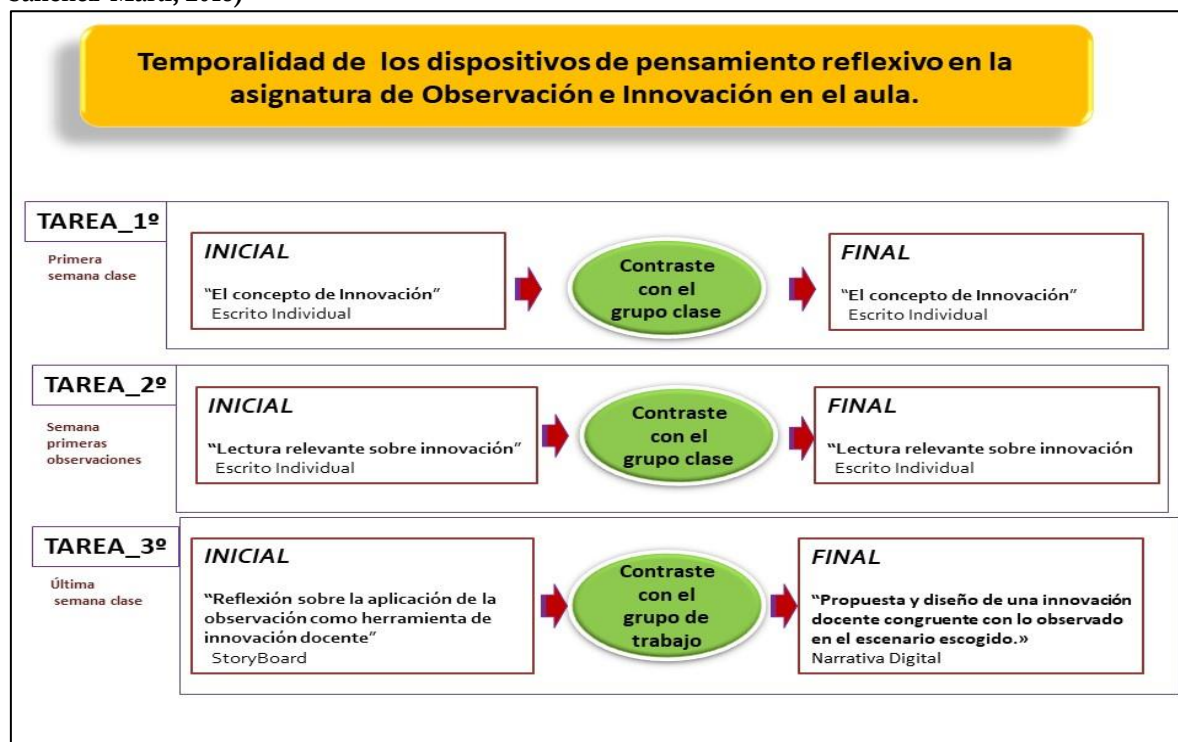 Temporalidad de los dispositivos de pensamiento reflexivo en la
asignatura de Observación e Innovación en el aula.
TAREA_1º
Primera
semana clase
INICIAL
"El concepto de Innovación"
Escrito Individual
Contraste
con el
grupo clase
FINAL
"El concepto de Innovación"
Escrito Individual
TAREA_2º
Semana
primeras
observaciones
INICIAL
"Lectura relevante sobre innovación"
Escrito Individual
Contraste
con el
grupo clase
FINAL
"Lectura relevante sobre innovación
Escrito Individual
TAREA_3º
Última
semana clase
INICIAL
"Reflexión sobre la aplicación de la
observación como herramienta de
innovación docente"
StoryBoard
Contraste
con el
grupo de
trabajo
FINAL
"Propuesta y diseño de una innovación
docente congruente con lo observado
en el escenario escogido.»
Narrativa Digital